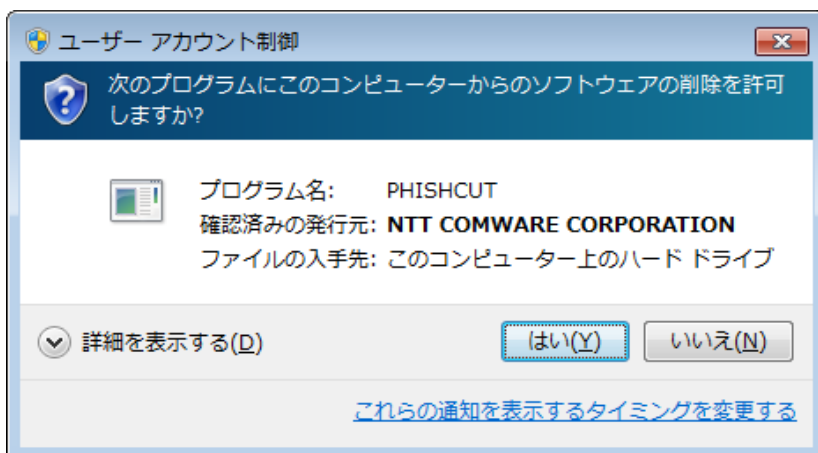 ユーザー アカウント制御
次のプログラムにこのコンピューターからのソフトウェアの削除を許可
しますか?
プログラム名: PHISHCUT
確認済みの発行元: NTT COMWARE CORPORATION
ファイルの入手先: このコンピューター上のハード ドライブ
詳細を表示する(D) はい(Y) いいえ(N)
これらの通知を表示するタイミングを変更する